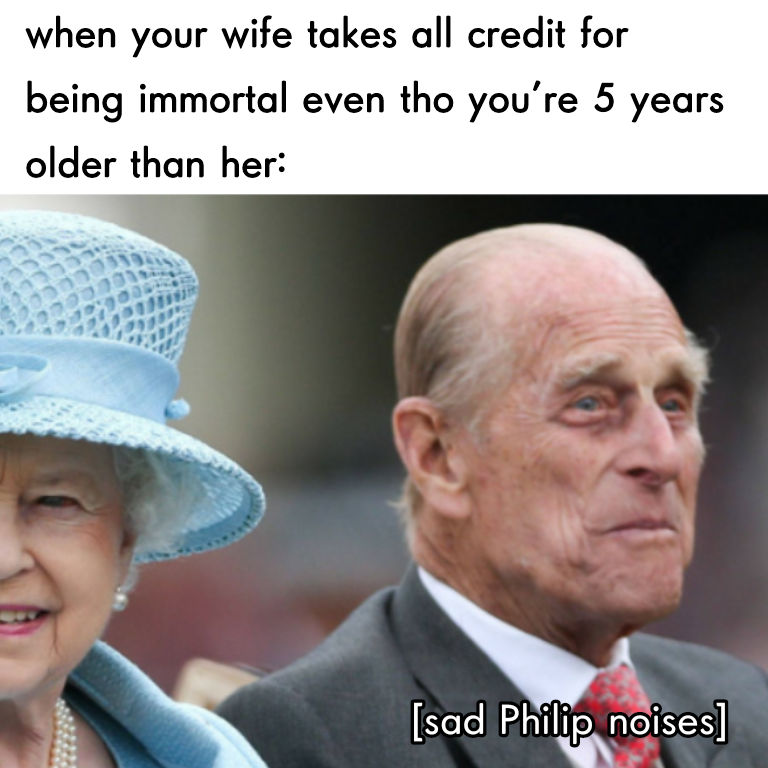 when your wife takes all credit for
being immortal even tho you’re 5 years
older than her:
[sad Philip noises]